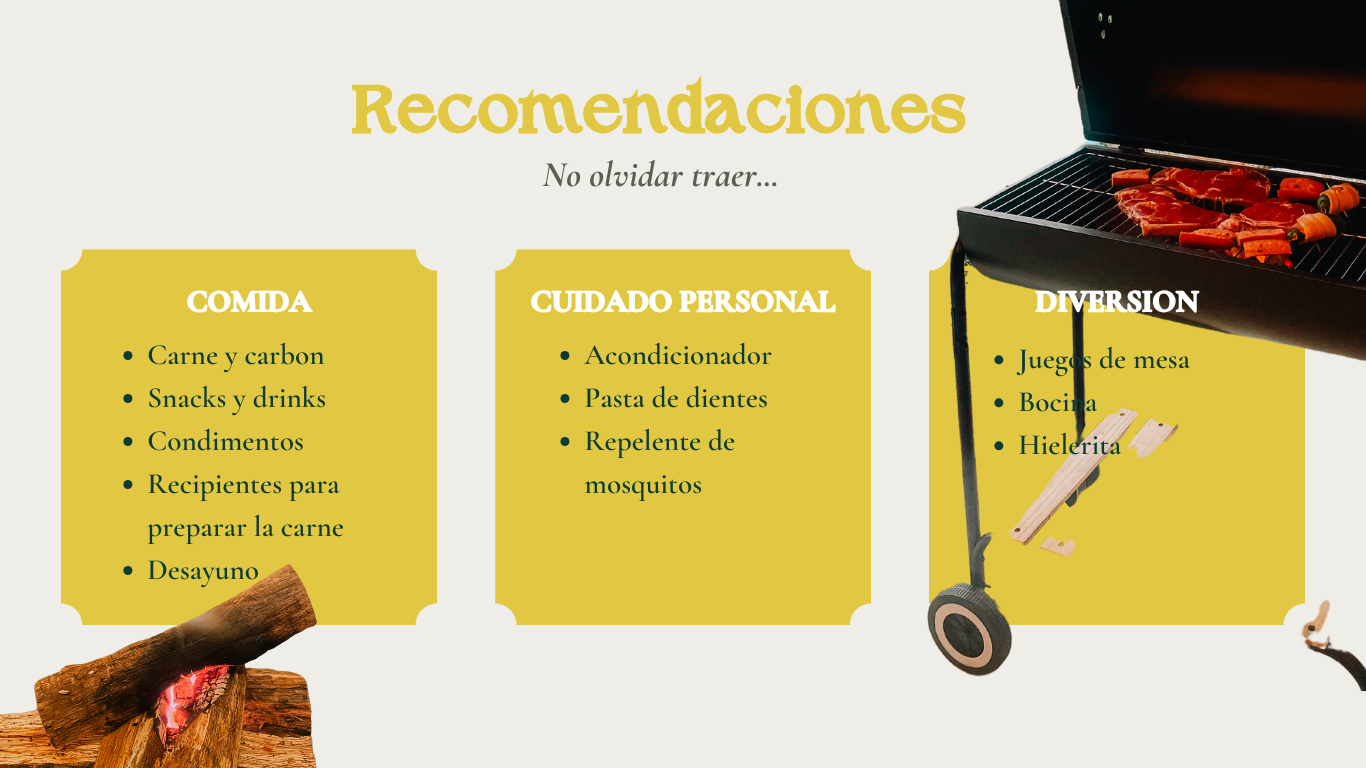 Recomendaciones
No olvidar traer...
COMIDA
Carne y carbon
Snacks y drinks
Condimentos
Recipientes para
preparar la carne
Desayuno
CUIDADO PERSONAL
Acondicionador
Pasta de dientes
Repelente de
mosquitos
DIVERSION
Juegos de mesa
Bocina
Hielerita